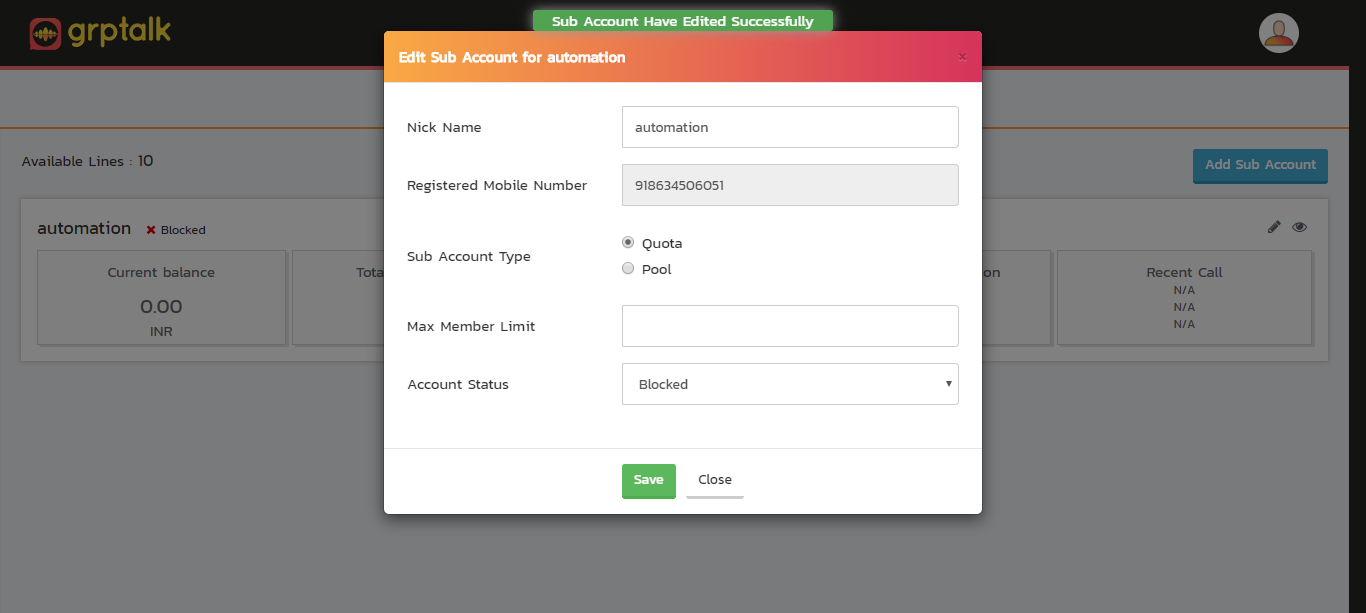 Sub Account Have Edited Successfully
grptalk
Edit Sub Account for automation
×
Nick Name
automation
Registered Mobile Number
918634506051
Sub Account Type
Quota
Pool
Max Member Limit
Account Status
Blocked
Save
Close
Available Lines : 10
Add Sub Account
automation
Blocked
Current balance
0.00
INR
Tota
on
Recent Call
N/A
N/A
N/A